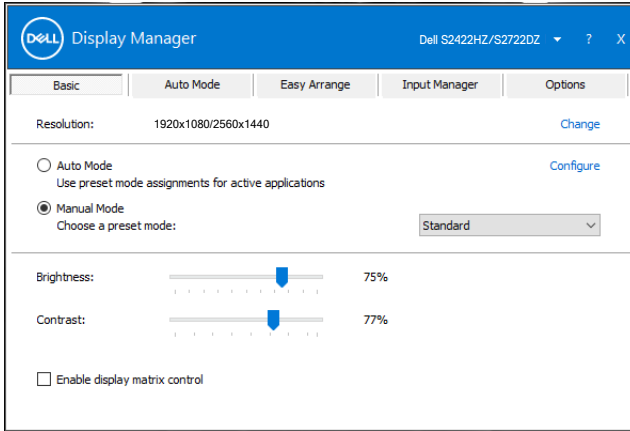 DELL Display Manager Dell S2422HZ/S2722DZ ? X
Basic Auto Mode Easy Arrange Input Manager Options
Resolution: 1920x1080/2560x1440 Change
Auto Mode Configure
Use preset mode assignments for active applications
Manual Mode
Choose a preset mode: Standard
Brightness: 75%
Contrast: 77%
Enable display matrix control